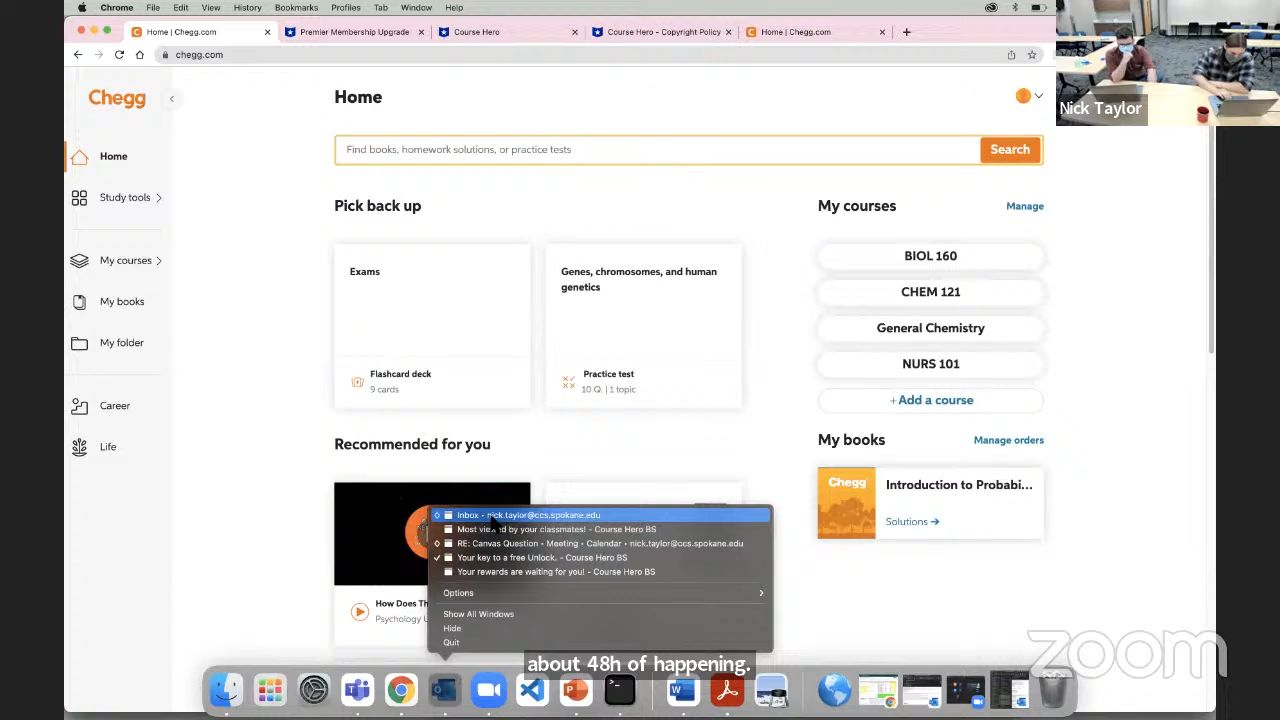 Chrome File Edit View History Bookmarks Profiles Tab Window Help
Home | Chegg.com
Premier Membership Upgrade
Course Hero
Course Hero - Copyright Policy
Home | Chegg.com
chegg.com
Nick Taylor
Chegg
Home
Study tools
My courses
My books
My folder
Career
Life
Home
Find books, homework solutions, or practice tests
Search
Pick back up
Exams
Flashcard deck
9 cards
Genes, chromosomes, and human
genetics
Practice test
10 Q. | 1 topic
My courses
Manage
BIOL 160
CHEM 121
General Chemistry
NURS 101
+ Add a course
My books
Manage orders
Chegg
Introduction to Probabi...
Solutions
Recommended for you
How Does Th
Psychology
Inbox • nick.taylor@ccs.spokane.edu
Most viewed by your classmates! - Course Hero BS
RE: Canvas Question • Meeting • Calendar • nick.taylor@ccs.spokane.edu
Your key to a free Unlock. - Course Hero BS
Your rewards are waiting for you! - Course Hero BS
Options
Show All Windows
Hide
Quit
about 48h of happening.
zoom